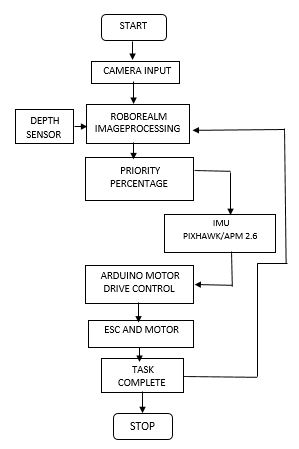 START
CAMERA INPUT
DEPTH
SENSOR
ROBOREALM
IMAGEPROCESSING
PRIORITY
PERCENTAGE
IMU
PIXHAWK/APM 2.6
ARDUINO MOTOR
DRIVE CONTROL
ESC AND MOTOR
TASK
COMPLETE
STOP